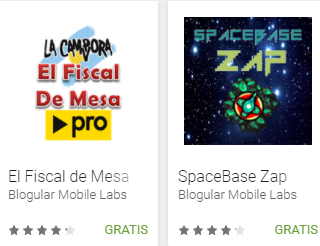 LA CAMPORA
El Fiscal
De Mesa
pro
El Fiscal de Mesa
Blogular Mobile Labs
GRATIS
SPACEBASE
ZAP
SpaceBase Zap
Blogular Mobile Labs
GRATIS